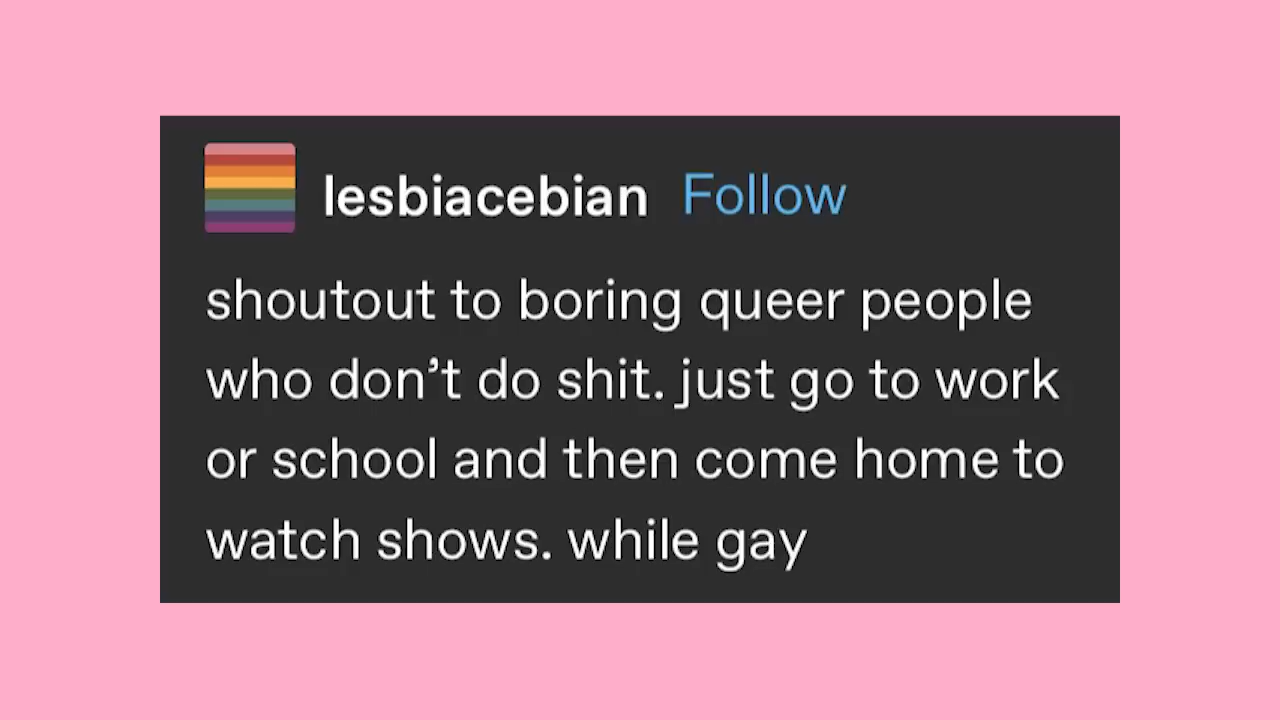 lesbiacebian Follow
shoutout to boring queer people
who don’t do shit. just go to work
or school and then come home to
watch shows. while gay